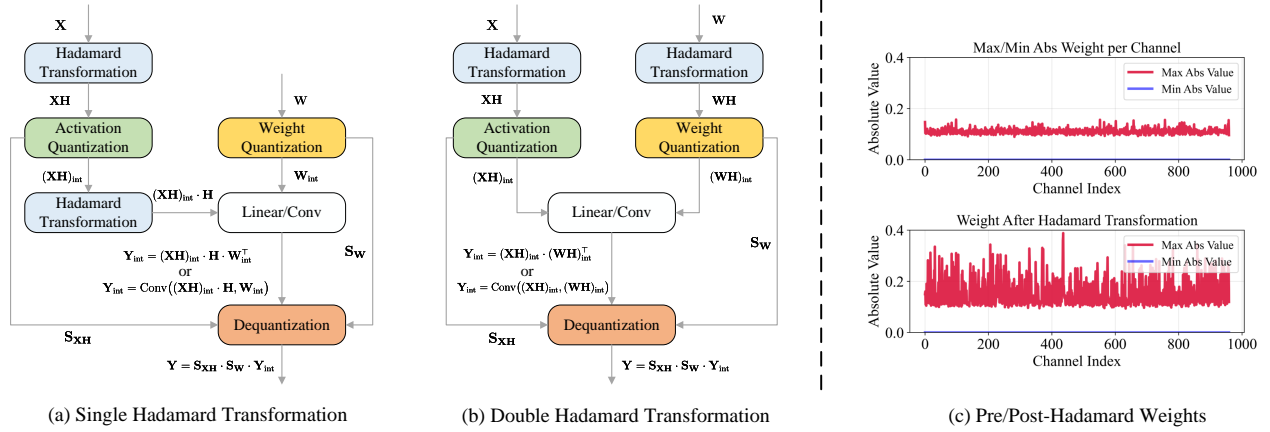 X
Hadamard
Transformation
XH
Activation
Quantization
(XH)int
Hadamard
Transformation
(XH)int · H
W
Weight
Quantization
Wint
Linear/Conv
Yint = (XH)int · H · W⊤int
or
Yint = Conv((XH)int · H, Wint)
SW
SXH
Dequantization
Y = SXH · SW · Yint
(a) Single Hadamard Transformation
X
Hadamard
Transformation
XH
Activation
Quantization
(XH)int
W
Hadamard
Transformation
WH
Weight
Quantization
(WH)int
Linear/Conv
Yint = (XH)int · (WH)⊤int
or
Yint = Conv((XH)int, (WH)int)
SW
SXH
Dequantization
Y = SXH · SW · Yint
(b) Double Hadamard Transformation
Max/Min Abs Weight per Channel
Absolute Value
0.4
0.2
0.0
Max Abs Value
Min Abs Value
0 200 400 600 800 1000
Channel Index
Weight After Hadamard Transformation
Absolute Value
0.4
0.2
0.0
Max Abs Value
Min Abs Value
0 200 400 600 800 1000
Channel Index
(c) Pre/Post-Hadamard Weights